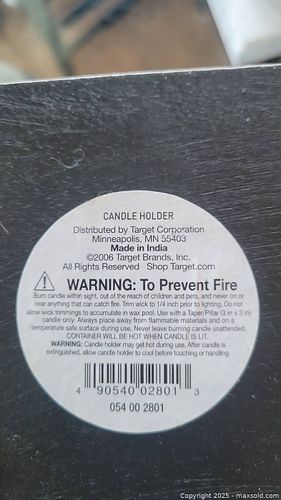 CANDLE HOLDER
Distributed by Target Corporation
Minneapolis, MN 55403
Made in India
©2006 Target Brands, Inc.
All Rights Reserved Shop Target.com
WARNING: To Prevent Fire
Burn candle within sight, out of the reach of children and pets, and never on or
near anything that can catch fire. Trim wick to 1/4 inch prior to lighting. Do not
allow wick trimmings to accumulate in wax pool. Use with a Taper/Pillar (3 in x 3 in)
candle only. Always place away from flammable materials and on a
temperature safe surface during use. Never leave burning candle unattended.
CONTAINER WILL BE HOT WHEN CANDLE IS LIT.
WARNING: Candle holder may get hot during use. After candle is
extinguished, allow candle holder to cool before touching or handling.
4 90540 02801 3
054 00 2801
Copyright © 2025 - maxsold.com